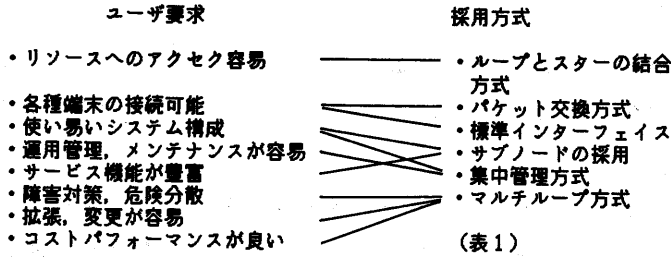 ユーザ要求
・リソースへのアクセク容易
・各種端末の接続可能
・使い易いシステム構成
・運用管理，メンテナンスが容易
・サービス機能が豊富
・障害対策，危険分散
・拡張，変更が容易
・コストパフォーマンスが良い
採用方式
・ループとスターの結合
方式
・パケット交換方式
・標準インターフェイス
・サブノードの採用
・集中管理方式
・マルチループ方式
（表１）